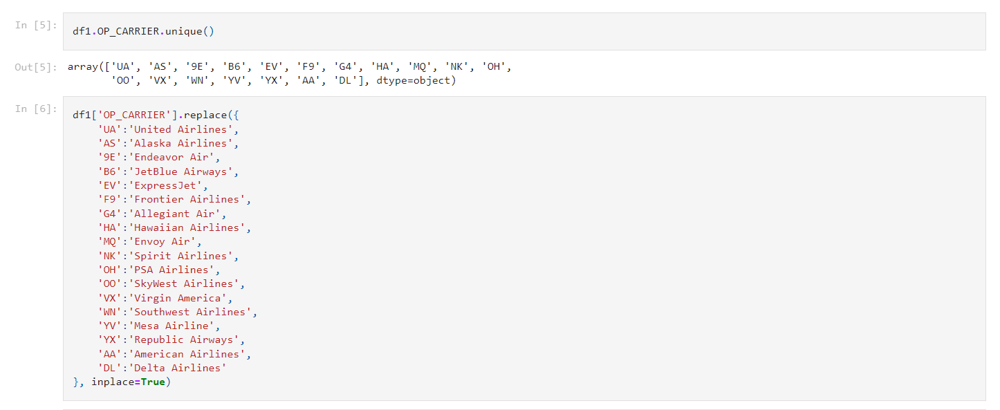 In [5]:
df1.OP_CARRIER.unique()
Out[5]:
array(['UA', 'AS', '9E', 'B6', 'EV', 'F9', 'G4', 'HA', 'MQ', 'NK', 'OH',
       'OO', 'VX', 'WN', 'YV', 'YX', 'AA', 'DL'], dtype=object)
In [6]:
df1['OP_CARRIER'].replace({
    'UA':'United Airlines',
    'AS':'Alaska Airlines',
    '9E':'Endeavor Air',
    'B6':'JetBlue Airways',
    'EV':'ExpressJet',
    'F9':'Frontier Airlines',
    'G4':'Allegiant Air',
    'HA':'Hawaiian Airlines',
    'MQ':'Envoy Air',
    'NK':'Spirit Airlines',
    'OH':'PSA Airlines',
    'OO':'SkyWest Airlines',
    'VX':'Virgin America',
    'WN':'Southwest Airlines',
    'YV':'Mesa Airline',
    'YX':'Republic Airways',
    'AA':'American Airlines',
    'DL':'Delta Airlines'
}, inplace=True)